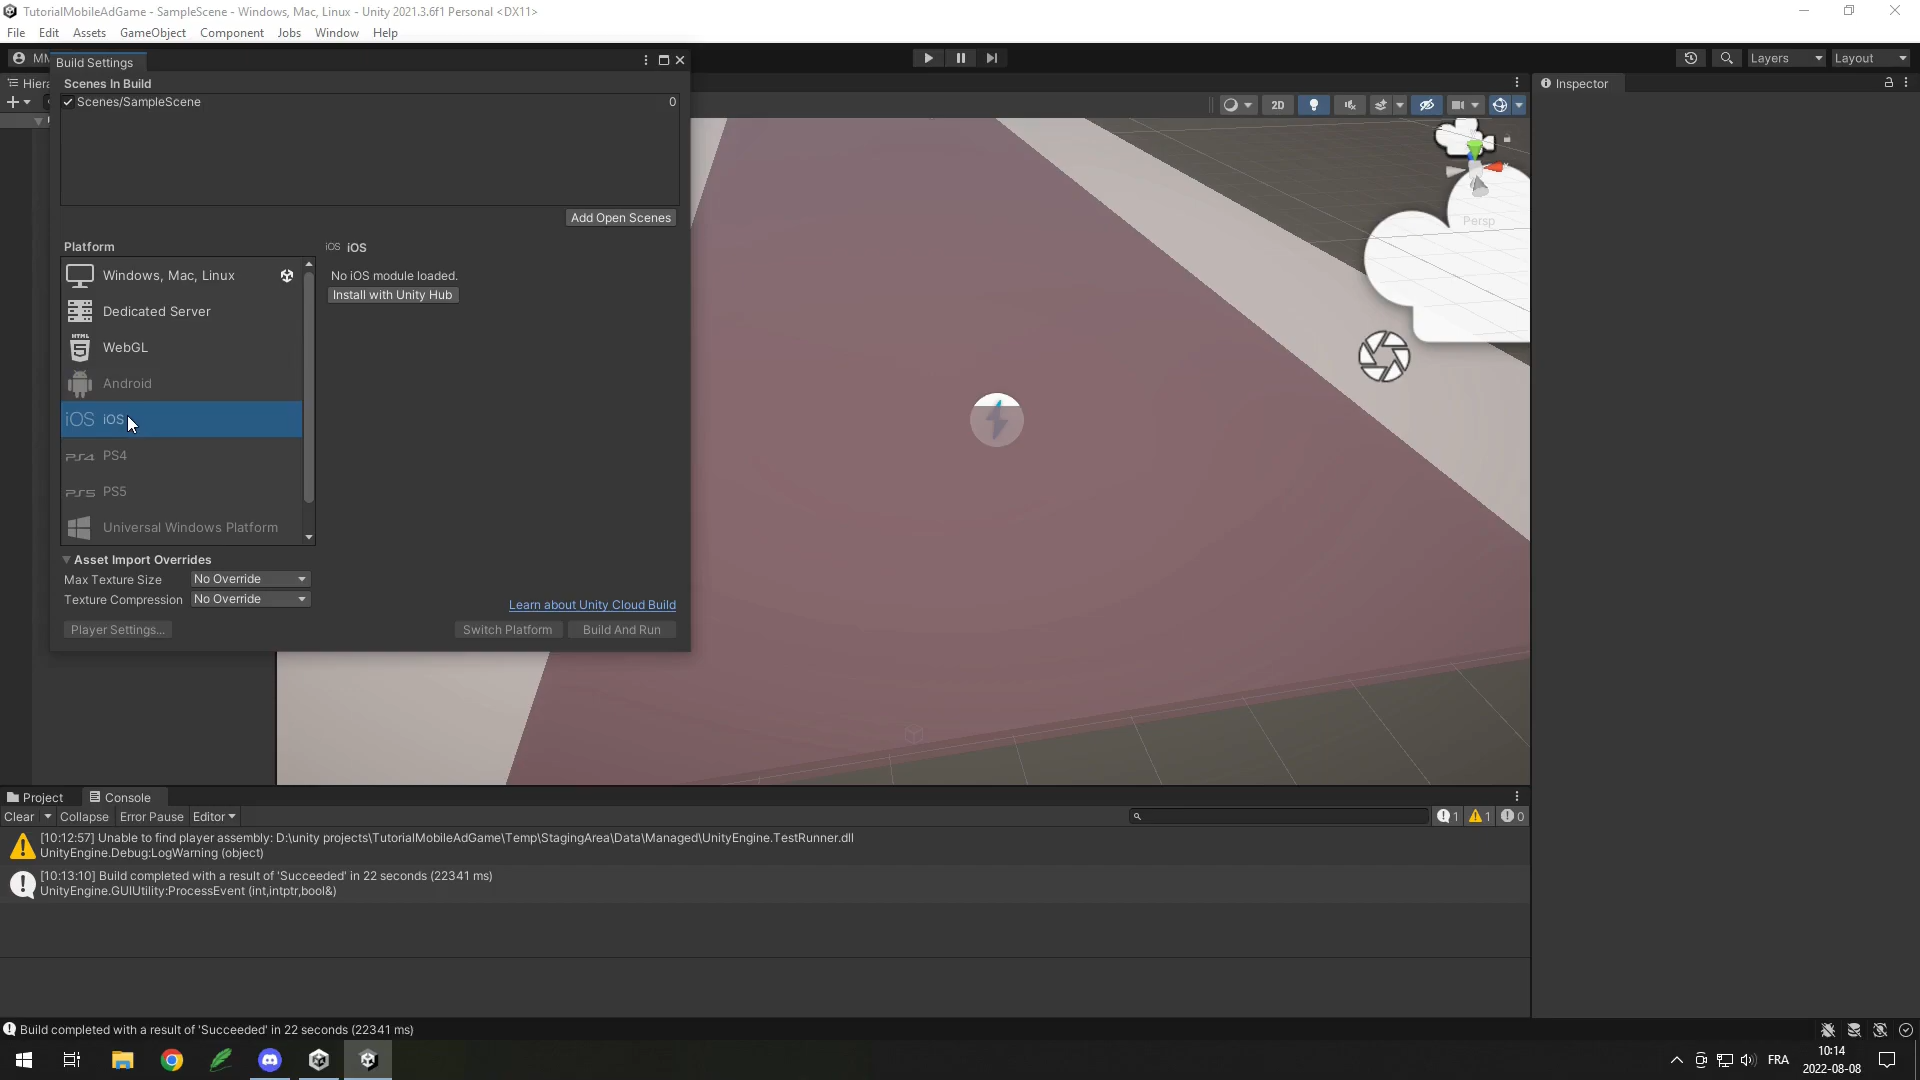 TutorialMobileAdGame - SampleScene - Windows, Mac, Linux - Unity 2021.3.6f1 Personal <DX11>
File Edit Assets GameObject Component Jobs Window Help
Build Settings
Layers Layout
Hiera
Inspector
Scenes In Build
Scenes/SampleScene 0
2D
Add Open Scenes
Persp
Platform
iOS iOS
Windows, Mac, Linux
No iOS module loaded.
Install with Unity Hub
Dedicated Server
HTML 5 WebGL
Android
iOS iOS
PS4 PS4
PS5 PS5
Universal Windows Platform
Asset Import Overrides
Max Texture Size No Override
Texture Compression No Override
Learn about Unity Cloud Build
Player Settings... Switch Platform Build And Run
Project Console
Clear Collapse Error Pause Editor 1 1 0
[10:12:57] Unable to find player assembly: D:\unity projects\TutorialMobileAdGame\Temp\StagingArea\Data\Managed\UnityEngine.TestRunner.dll
UnityEngine.Debug:LogWarning (object)
[10:13:10] Build completed with a result of 'Succeeded' in 22 seconds (22341 ms)
UnityEngine.GUIUtility:ProcessEvent (int,intptr,bool&)
Build completed with a result of 'Succeeded' in 22 seconds (22341 ms)
FRA
10:14
2022-08-08